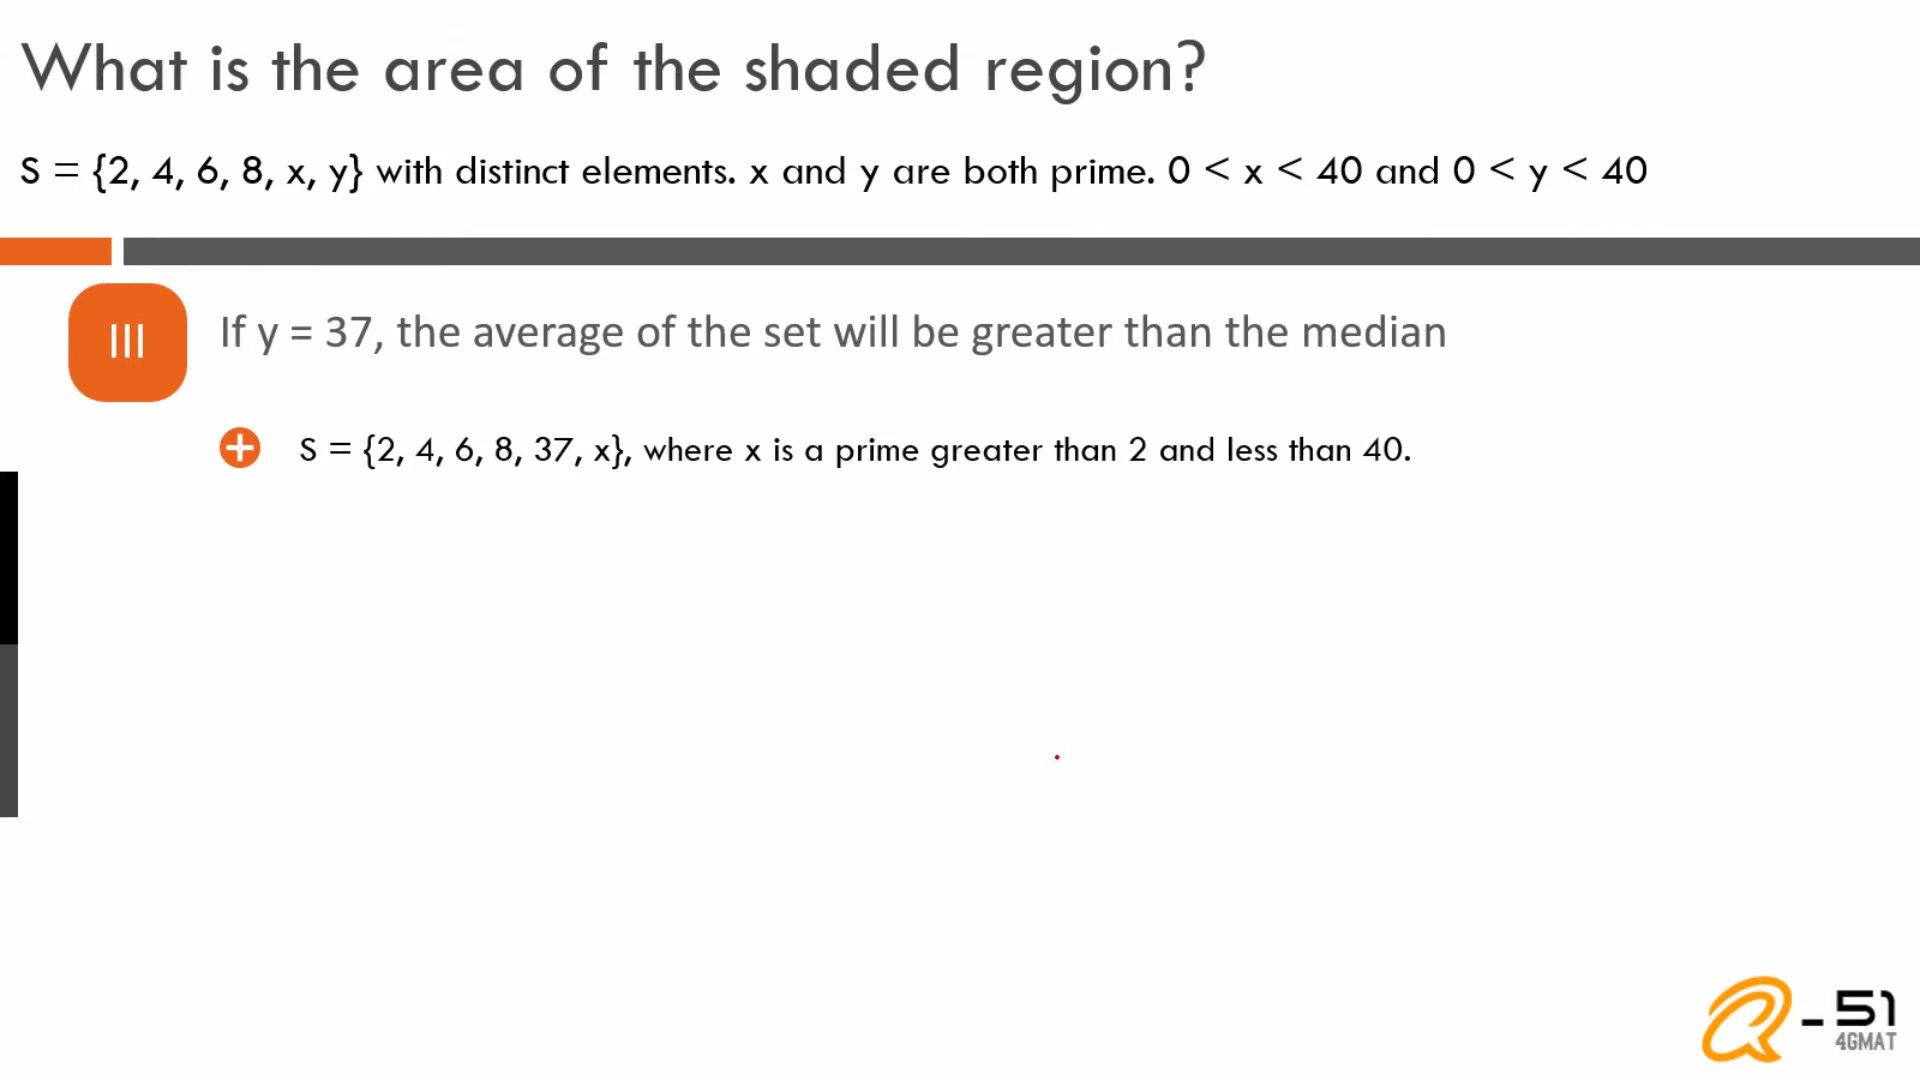 What is the area of the shaded region?
S = {2, 4, 6, 8, x, y} with distinct elements. x and y are both prime. 0 < x < 40 and 0 < y < 40
III
If y = 37, the average of the set will be greater than the median
S = {2, 4, 6, 8, 37, x}, where x is a prime greater than 2 and less than 40.
Q-51
4GMAT